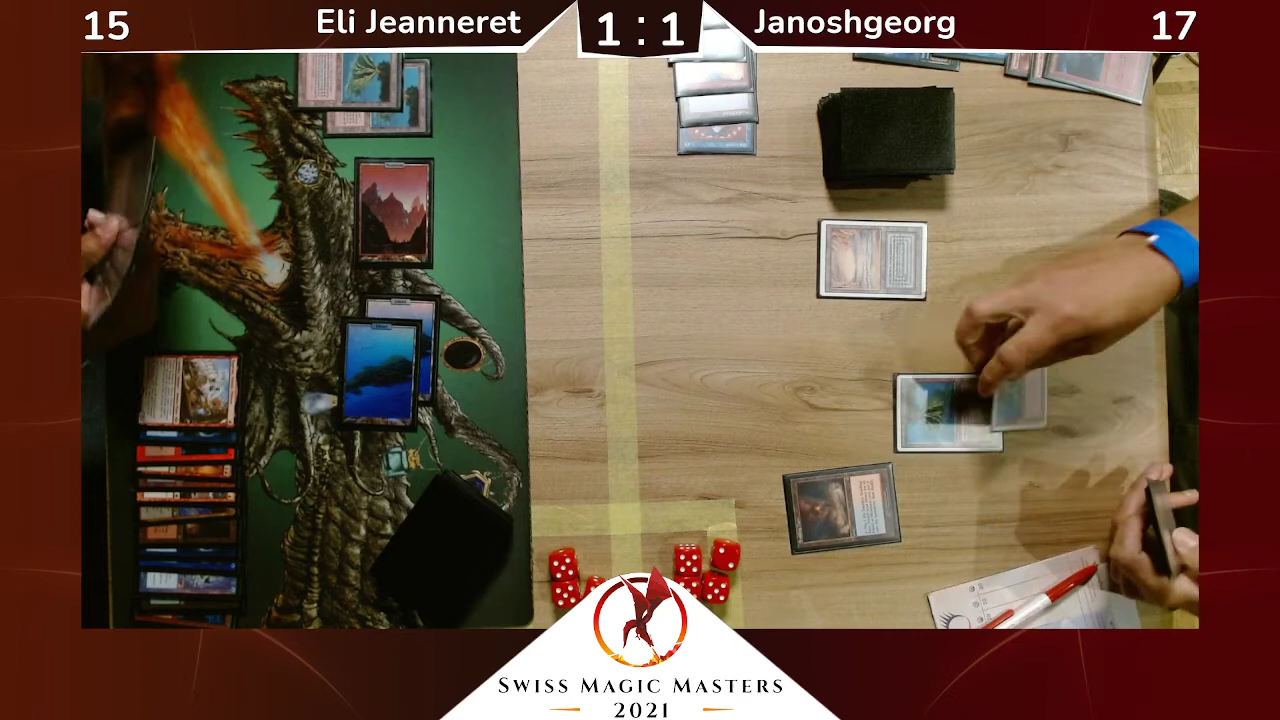 15
Eli Jeanneret
1 : 1
Janoshgeorg
17
SWISS MAGIC MASTERS
2021